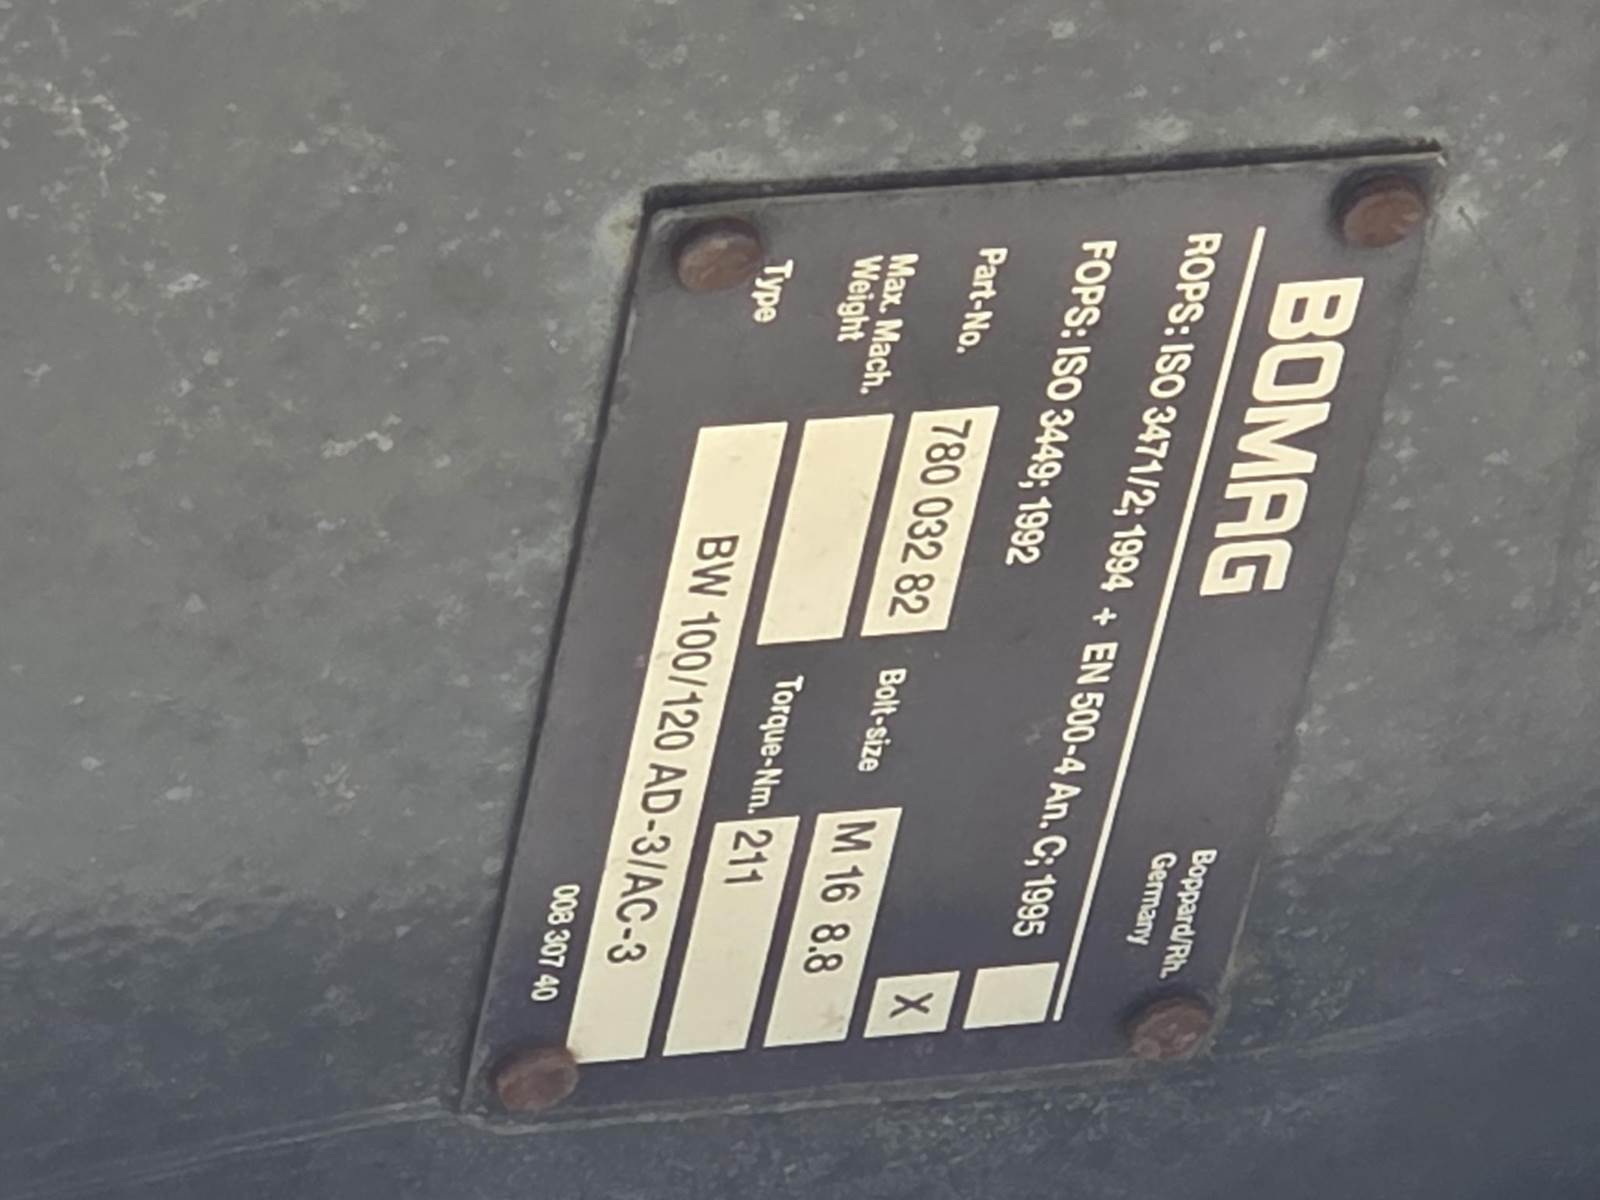 BOMAG
Boppard/Rh.
Germany
ROPS: ISO 3471/2; 1994 + EN 500-4 An. C; 1995
FOPS: ISO 3449; 1992 X
Part-No. 780 032 82 Bolt-size M 16 8.8
Max. Mach.
Weight
Torque-Nm. 211
Type BW 100/120 AD-3/AC-3
008 307 40